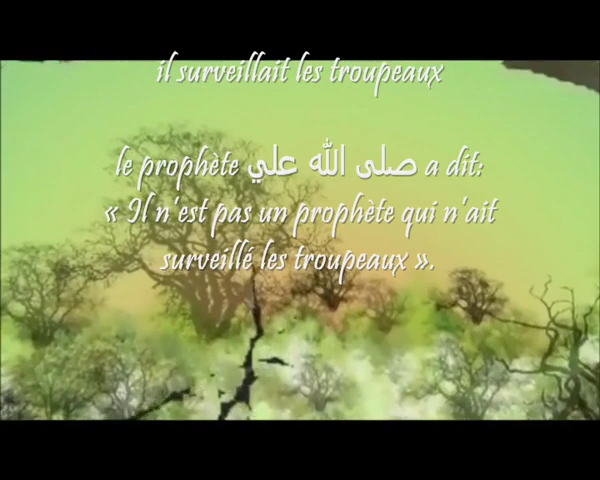 il surveillait les troupeaux
le prophète صلى الله علي a dit:
« Il n'est pas un prophète qui n'ait
surveillé les troupeaux ».